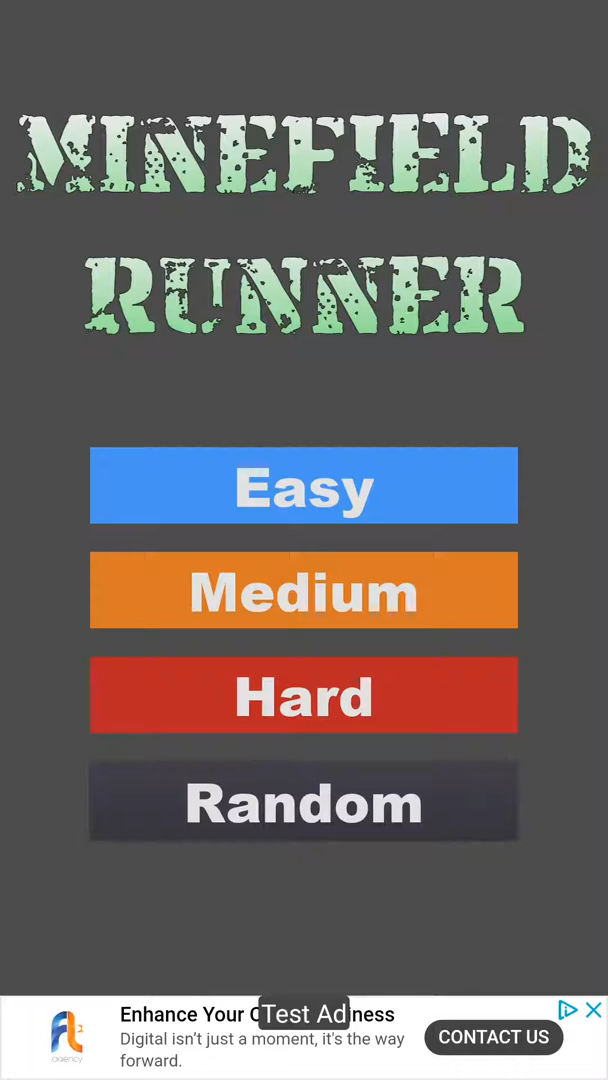 MINEFIELD
RUNNER
Easy
Medium
Hard
Random
Enhance Your
Test Ad
Digital isn't just a moment, it's the way
forward.
CONTACT US
agency